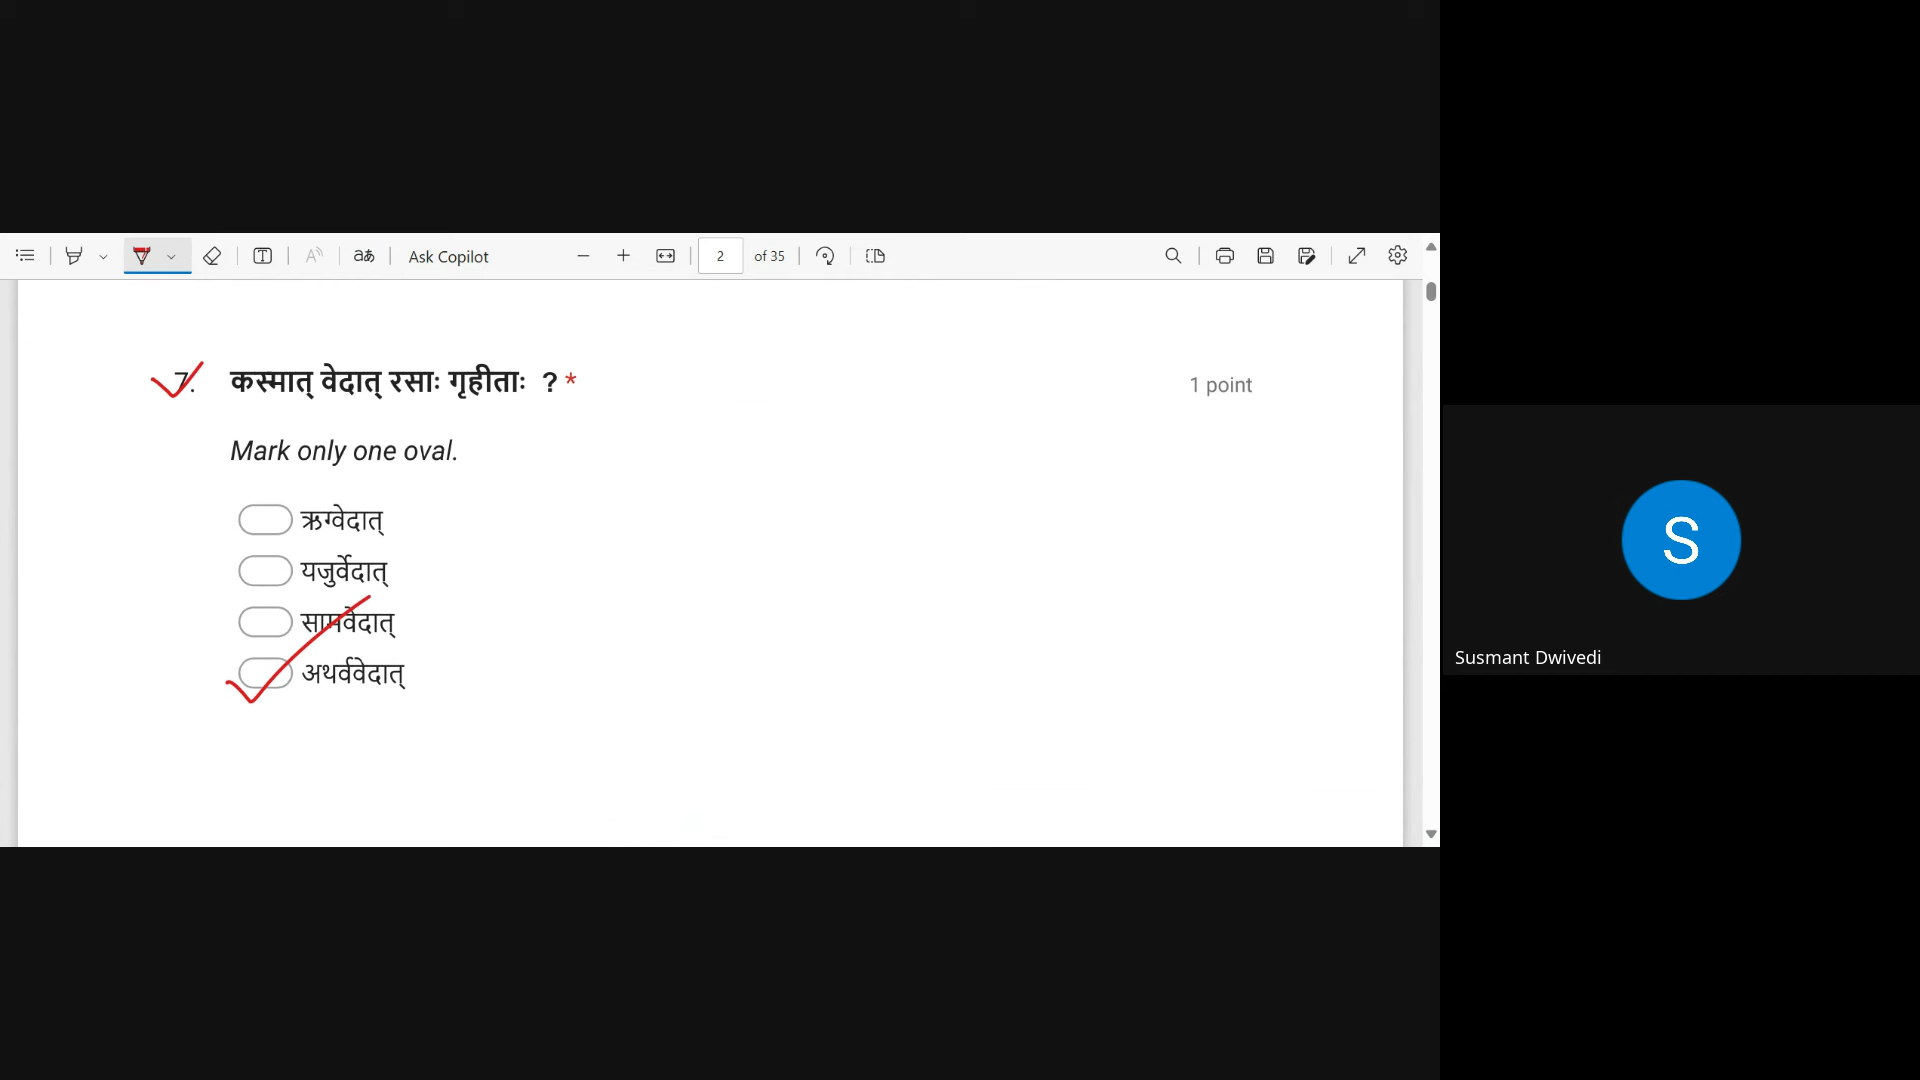 Ask Copilot
2
of 35
7. कस्मात् वेदात् रसाः गृहीताः ? *
1 point
Mark only one oval.
ऋग्वेदात्
यजुर्वेदात्
सामवेदात्
अथर्ववेदात्
S
Susmant Dwivedi